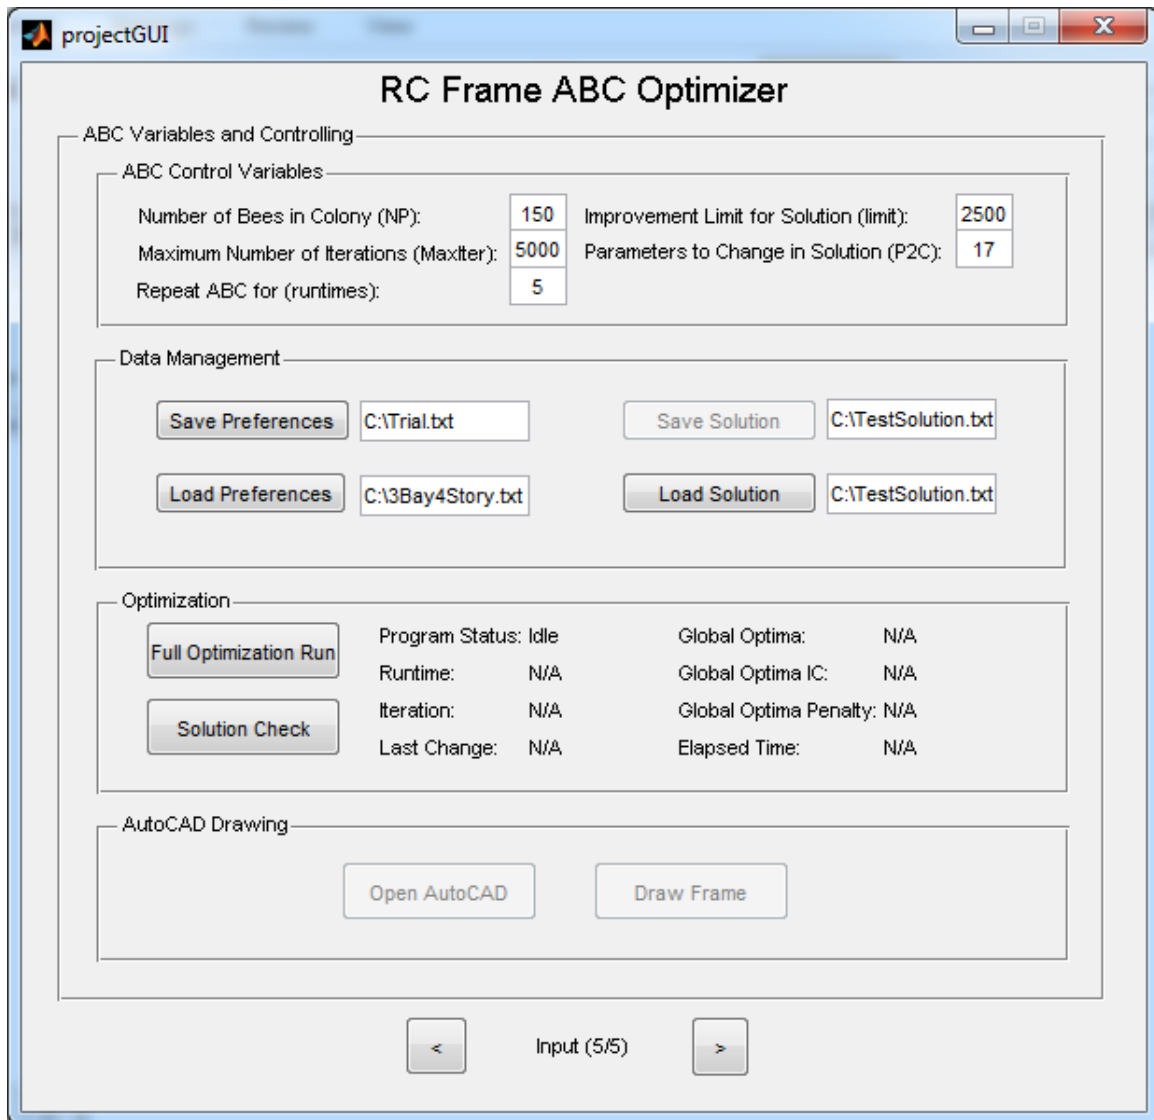 projectGUI
RC Frame ABC Optimizer
ABC Variables and Controlling
ABC Control Variables
Number of Bees in Colony (NP): 150 Improvement Limit for Solution (limit): 2500
Maximum Number of Iterations (MaxIter): 5000 Parameters to Change in Solution (P2C): 17
Repeat ABC for (runtimes): 5
Data Management
Save Preferences C:\Trial.txt Save Solution C:\TestSolution.txt
Load Preferences C:\3Bay4Story.txt Load Solution C:\TestSolution.txt
Optimization
Full Optimization Run
Solution Check
Program Status: Idle Global Optima: N/A
Runtime: N/A Global Optima IC: N/A
Iteration: N/A Global Optima Penalty: N/A
Last Change: N/A Elapsed Time: N/A
AutoCAD Drawing
Open AutoCAD Draw Frame
< Input (5/5) >